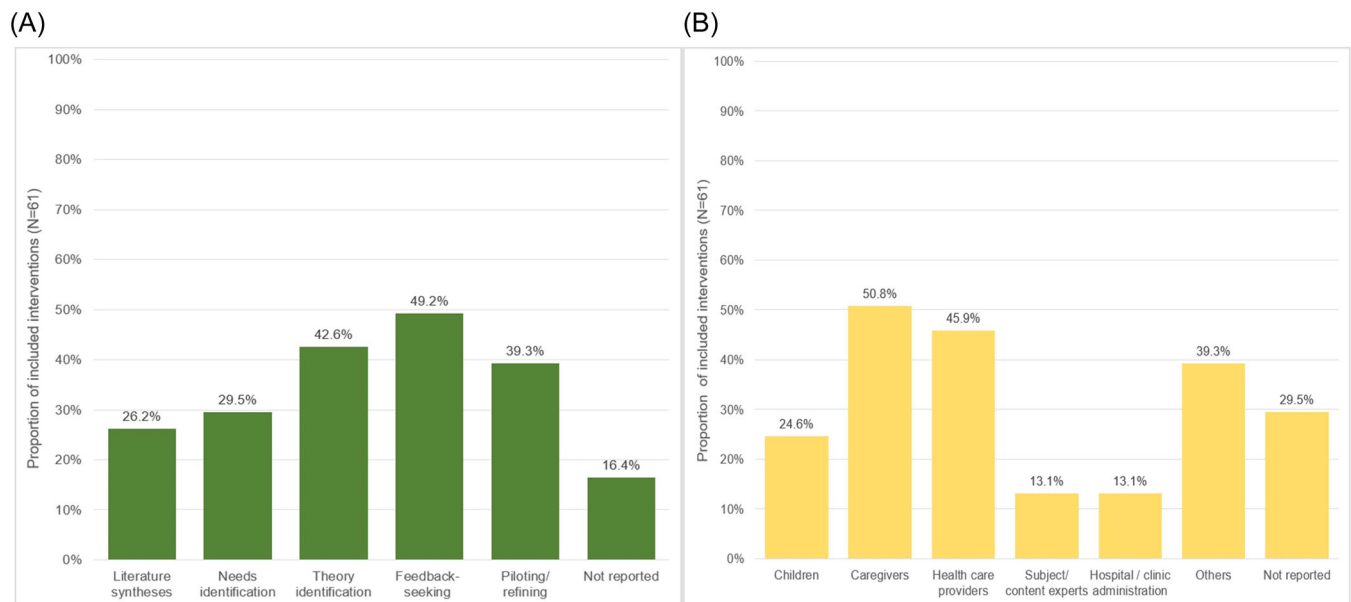 (A)
Proportion of included interventions (N=61)
100%
90%
80%
70%
60%
50%
40%
30%
20%
10%
0%
26.2%
29.5%
42.6%
49.2%
39.3%
16.4%
Literature
syntheses
Needs
identification
Theory
identification
Feedback-
seeking
Piloting/
refining
Not reported
(B)
Proportion of included interventions (N=61)
100%
90%
80%
70%
60%
50%
40%
30%
20%
10%
0%
24.6%
50.8%
45.9%
13.1%
13.1%
39.3%
29.5%
Children
Caregivers
Health care
providers
Subject/
content experts
Hospital / clinic
administration
Others
Not reported